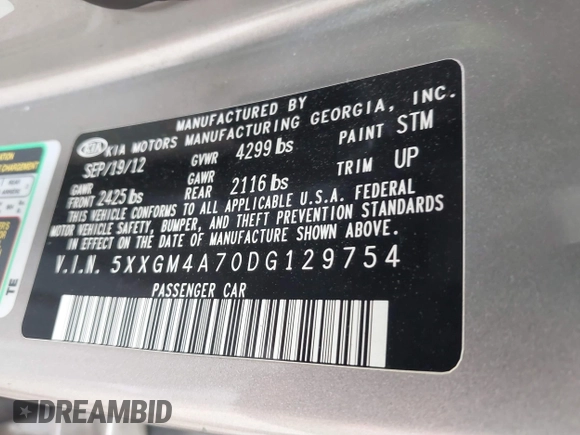 MANUFACTURED BY
KIA KIA MOTORS MANUFACTURING GEORGIA, INC.
SEP/19/12 GVWR 4299 lbs PAINT STM
GAWR FRONT 2425 lbs GAWR REAR 2116 lbs TRIM UP
THIS VEHICLE CONFORMS TO ALL APPLICABLE U.S.A. FEDERAL
MOTOR VEHICLE SAFETY, BUMPER, AND THEFT PREVENTION STANDARDS
IN EFFECT ON THE DATE OF MANUFACTURE SHOWN ABOVE.
V.I.N. 5XXGM4A70DG129754
PASSENGER CAR
TE
DREAMBID